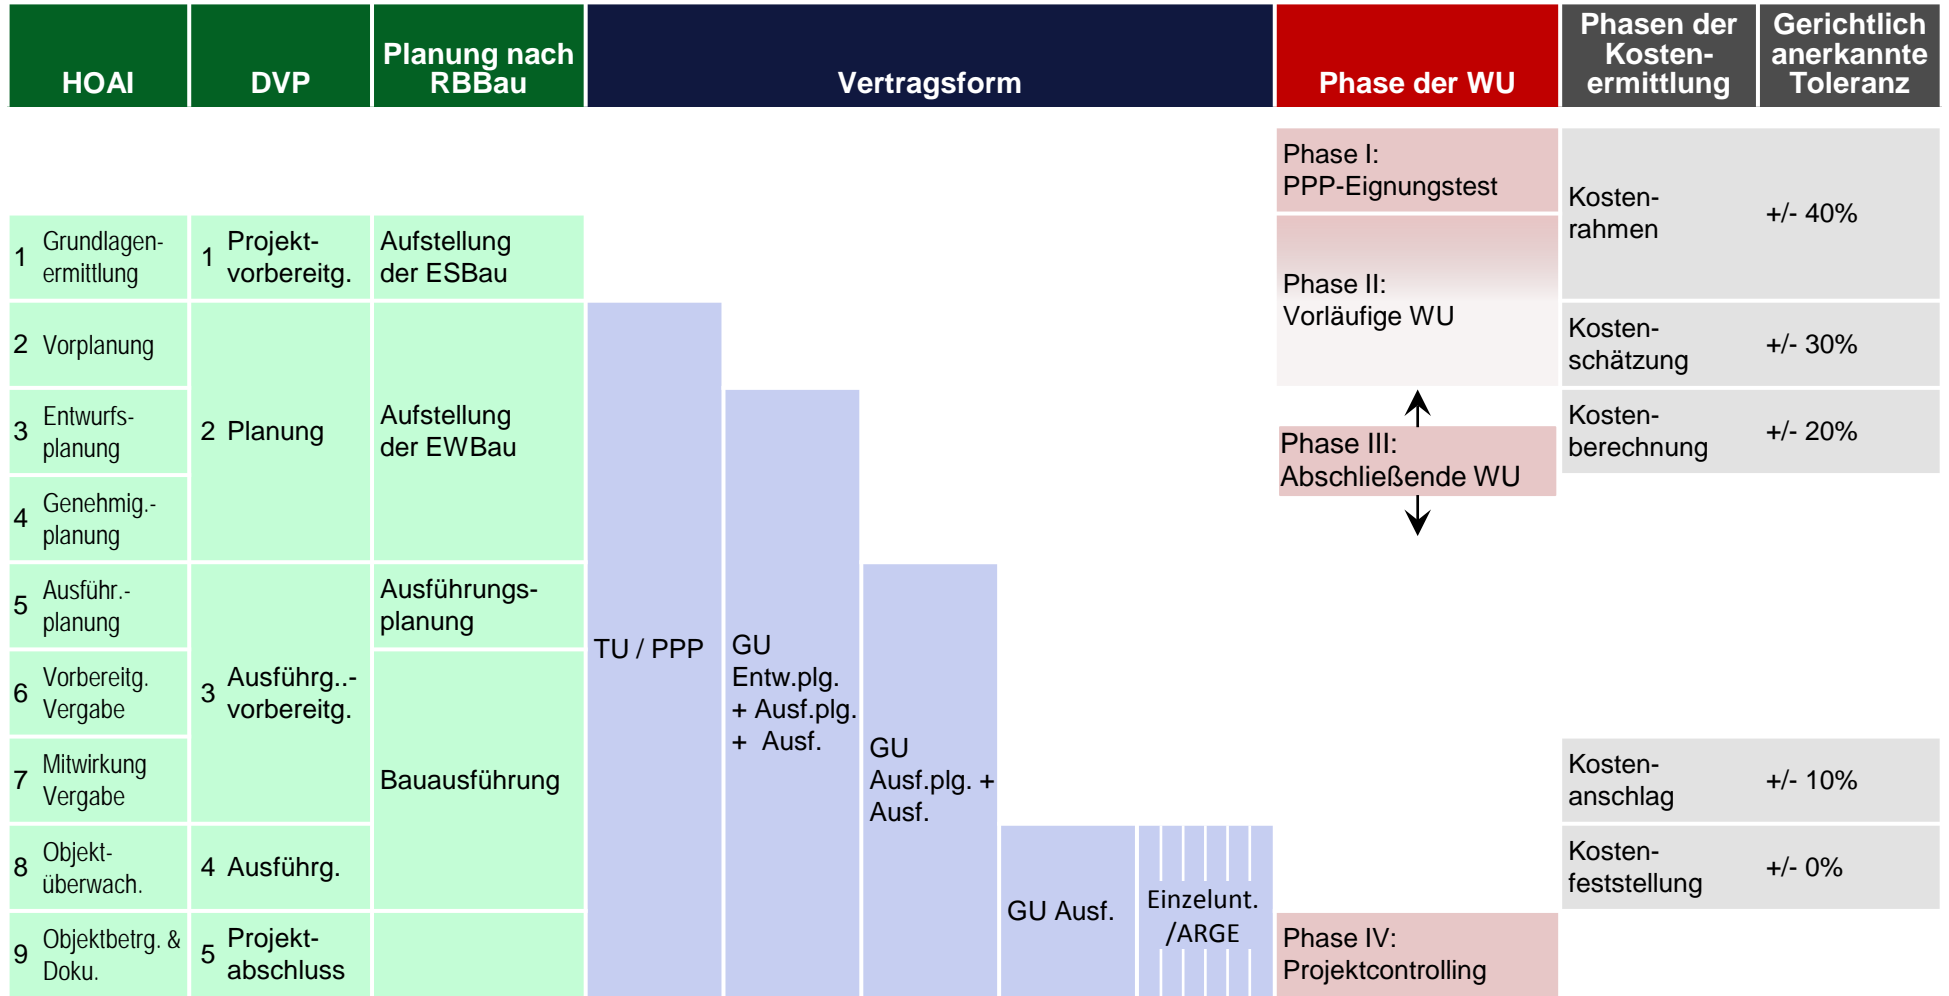 HOAI
DVP
Planung nach
RBBau
Vertragsform
Phase der WU
Phasen der
Kosten-
ermittlung
Gerichtlich
anerkannte
Toleranz
Phase I:
PPP-Eignungstest
Kosten-
rahmen
+/- 40%
1
Grundlagen-
ermittlung
1
Projekt-
vorbereitg.
Aufstellung
der ESBau
Phase II:
Vorläufige WU
2
Vorplanung
Kosten-
schätzung
+/- 30%
3
Entwurfs-
planung
2 Planung
Aufstellung
der EWBau
Phase III:
Abschließende WU
Kosten-
berechnung
+/- 20%
4
Genehmig.-
planung
5
Ausführ.-
planung
Ausführungs-
planung
TU / PPP
GU
Entw.plg.
+ Ausf.plg.
+ Ausf.
6
Vorbereitg.
Vergabe
3
Ausführg..-
vorbereitg.
7
Mitwirkung
Vergabe
Bauausführung
GU
Ausf.plg. +
Ausf.
Kosten-
anschlag
+/- 10%
8
Objekt-
überwach.
4 Ausführg.
Kosten-
feststellung
+/- 0%
GU Ausf.
Einzelunt.
/ARGE
9
Objektbetrg. &
Doku.
5
Projekt-
abschluss
Phase IV:
Projektcontrolling